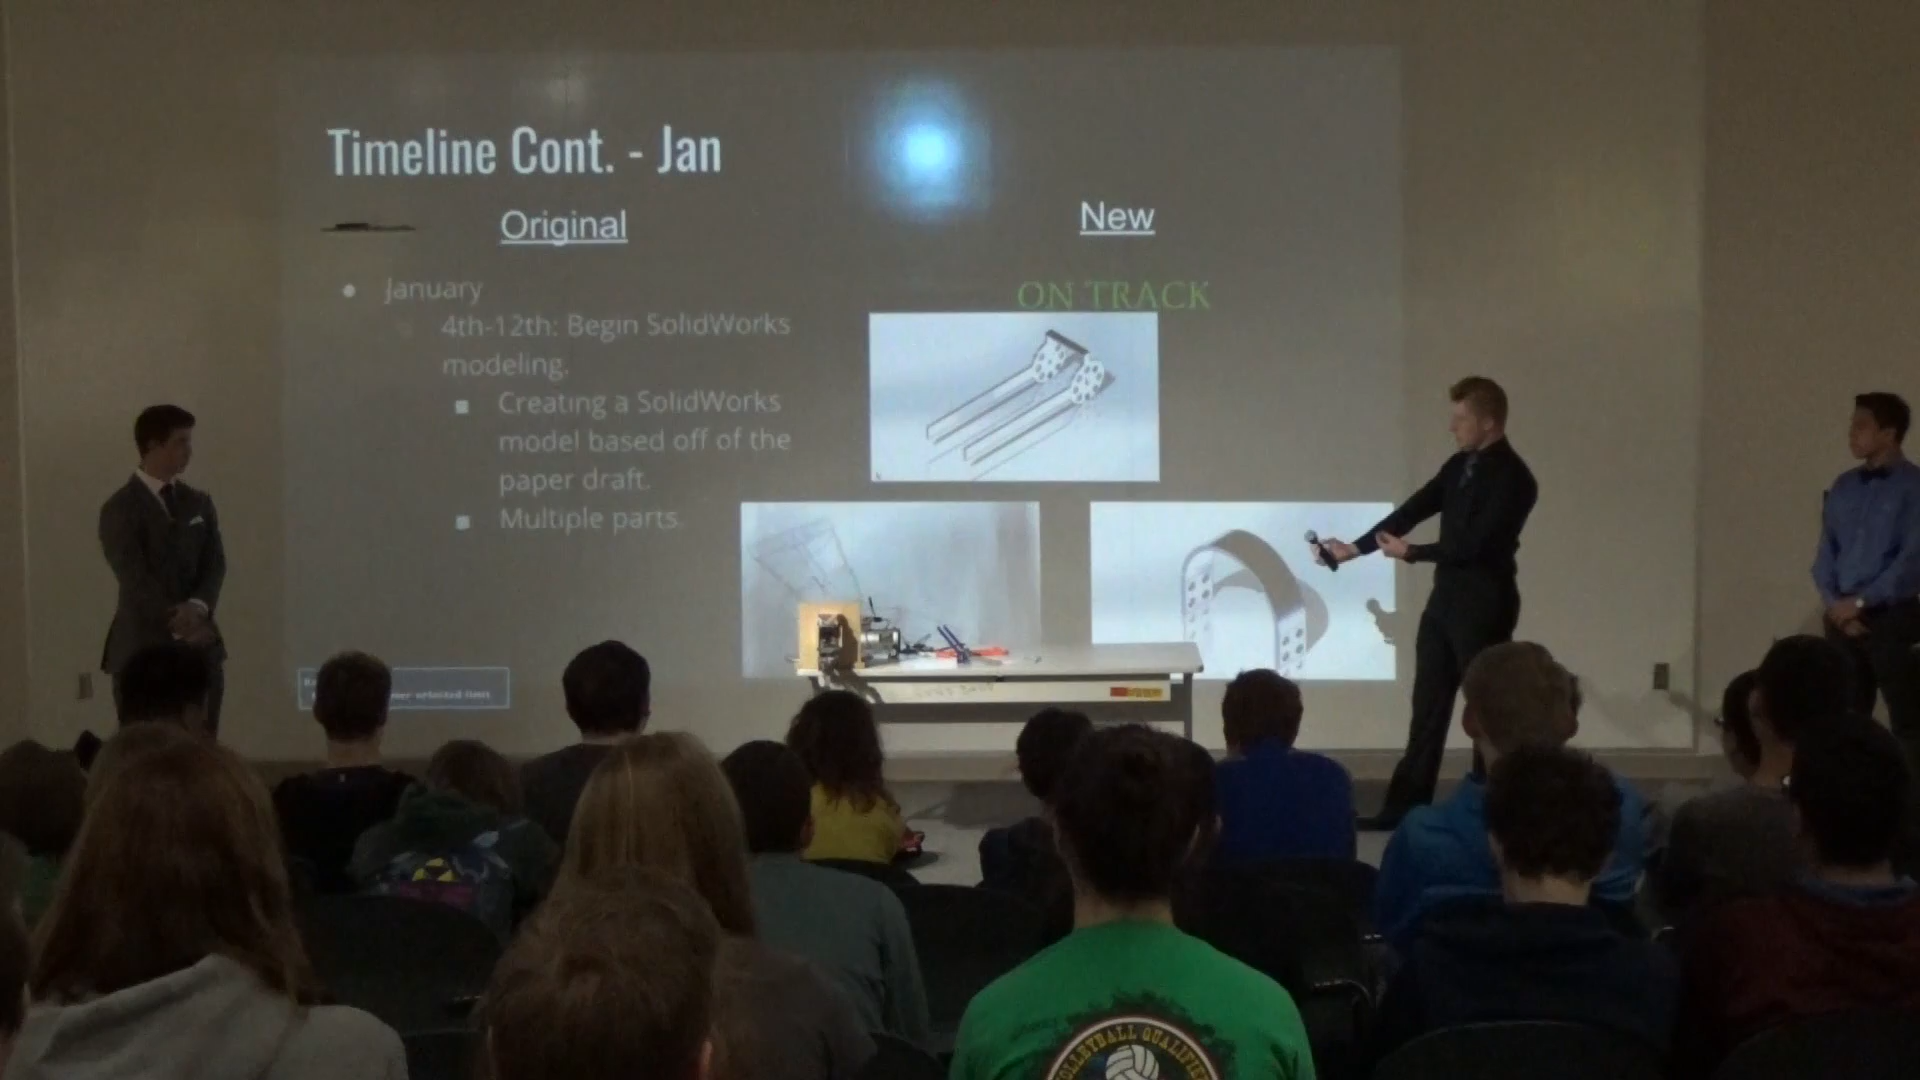 Timeline Cont. - Jan
Original
New
January
ON TRACK
4th-12th: Begin SolidWorks
modeling.
Creating a SolidWorks
model based off of the
paper draft.
Multiple parts.
VOLLEYBALL